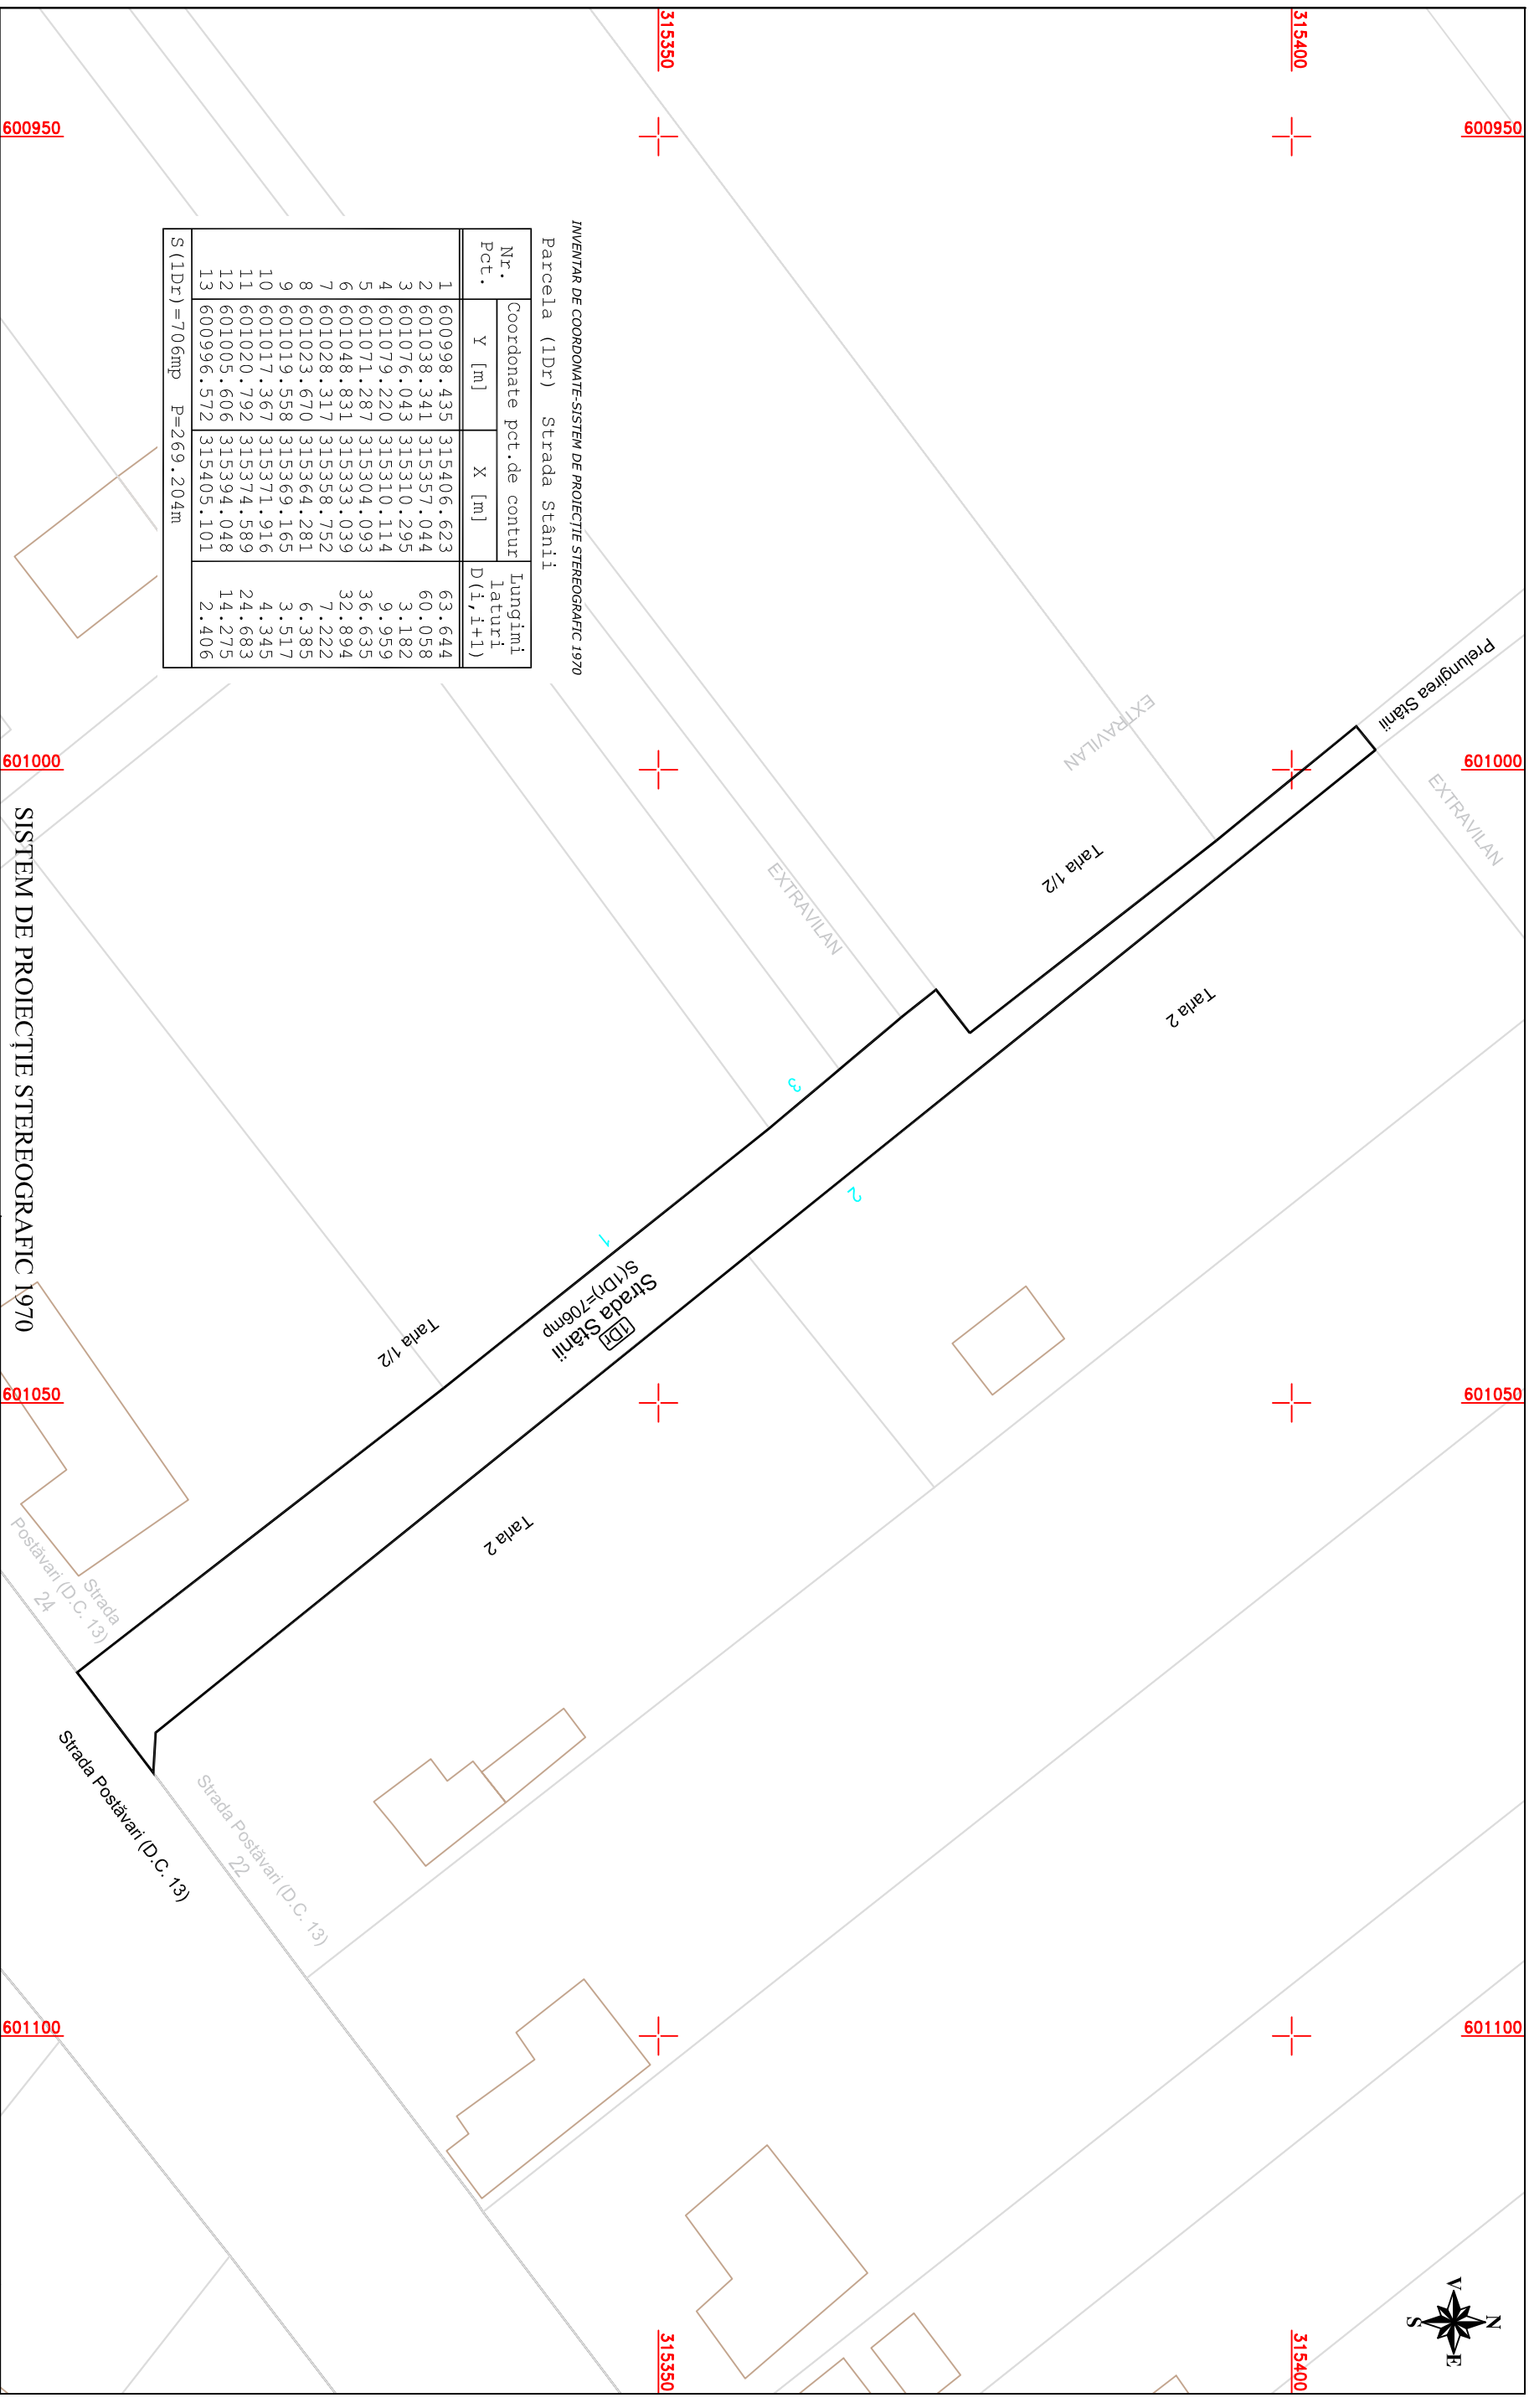 INVENTAR DE COORDONATE-SISTEM DE PROIECȚIE STEREOGRAFIC 1970
Parcela (1Dr) Strada Stânii
Nr. Pct. Coordonate pct.de contur Lungimi laturi D(i,i+1)
Y [m] X [m]
1 600998.435 315406.623 63.644
2 601038.341 315357.044 60.058
3 601076.043 315310.295 3.182
4 601079.220 315310.114 9.959
5 601071.287 315304.093 36.635
6 601048.831 315333.039 32.894
7 601028.317 315358.752 7.222
8 601023.670 315364.281 6.385
9 601019.558 315369.165 3.517
10 601017.367 315371.916 4.345
11 601020.792 315374.589 24.683
12 601005.606 315394.048 14.275
13 600996.572 315405.101 2.406
S(1Dr)=706mp P=269.204m
SISTEM DE PROIECȚIE STEREOGRAFIC 1970
315400
315400
315350
315350
600950
600950
601000
601000
601050
601050
601100
601100
Prelungirea Stânii
EXTRAVILAN
EXTRAVILAN
EXTRAVILAN
Tarla 1/2
Tarla 2
3
2
1
1Dr
Strada Stânii
S(1Dr)=706mp
Tarla 1/2
Tarla 2
Strada
Postăvari (D.C. 13)
24
Strada Postăvari (D.C. 13)
Strada Postăvari (D.C. 13)
22
N
V
E
S